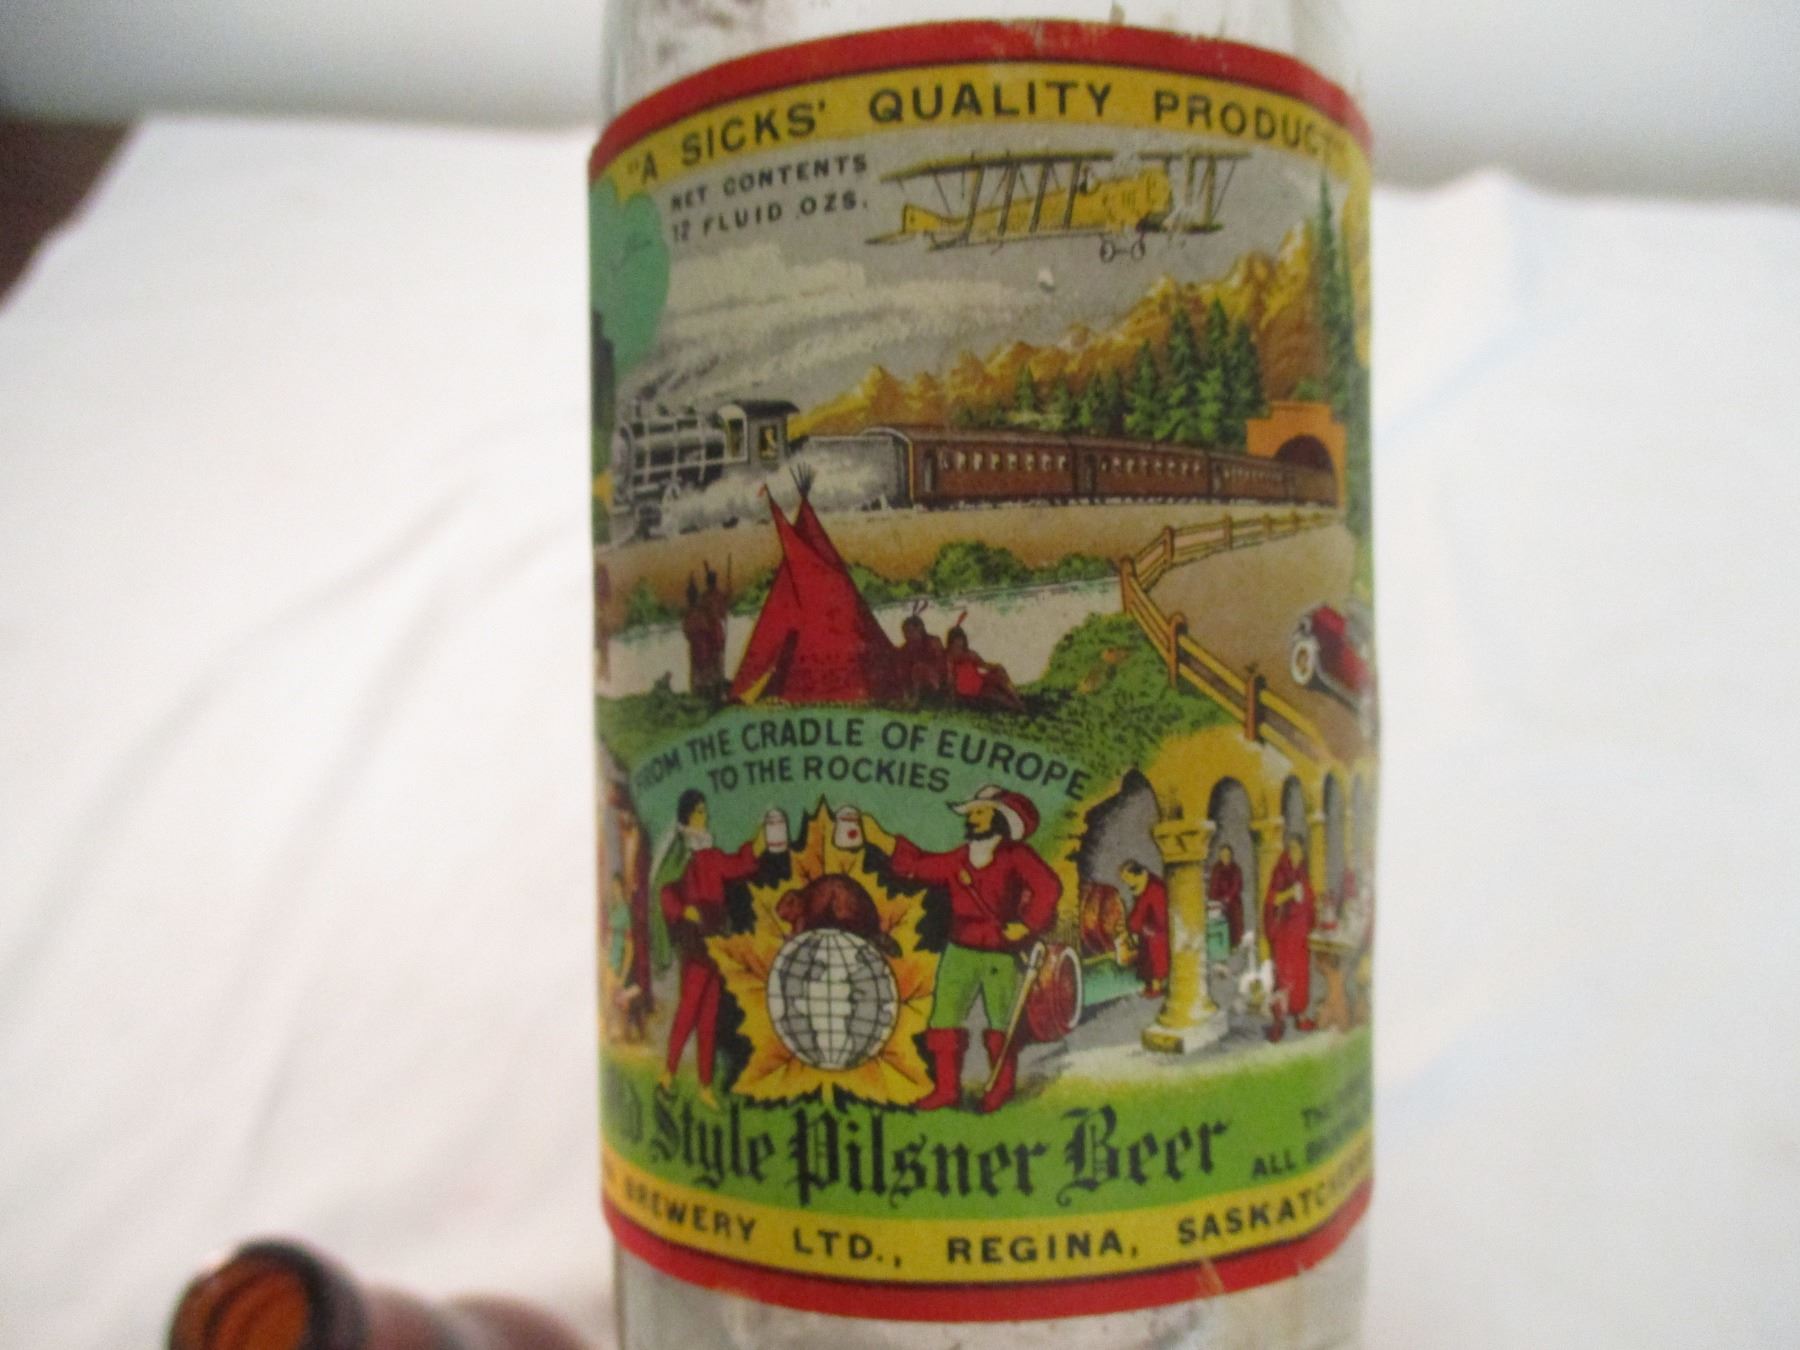 "A SICKS' QUALITY PRODUCT"
NET CONTENTS
12 FLUID OZS.
FROM THE CRADLE OF EUROPE
TO THE ROCKIES
Style Pilsner Beer
ALL
BREWERY LTD., REGINA, SASKATCHEWAN